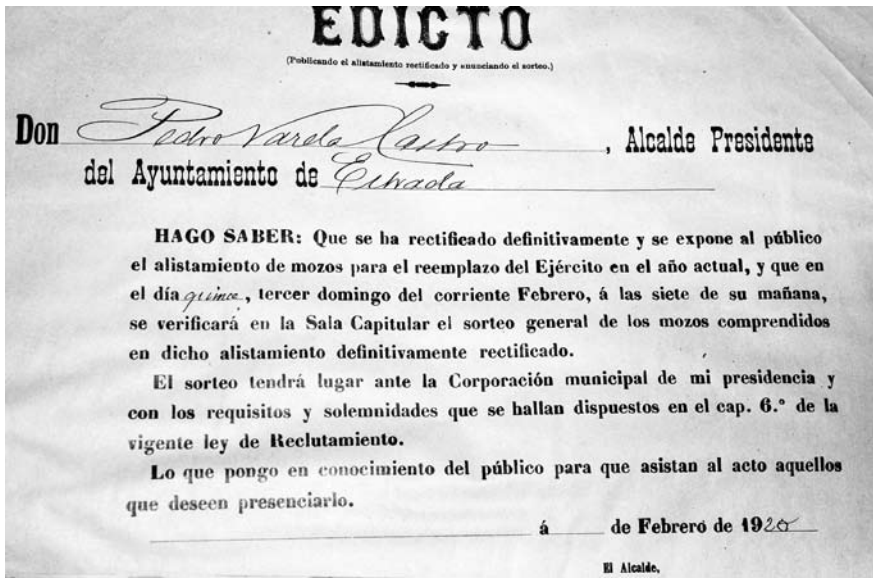 EDICTO
(Publicando el alistamiento rectificado y enunciando el sorteo.)
Don Pedro Varela Castro, Alcalde Presidente
del Ayuntamiento de Estrada
HAGO SABER: Que se ha rectificado definitivamente y se expone al público
el alistamiento de mozos para el reemplazo del Ejército en el año actual, y que en
el día quince, tercer domingo del corriente Febrero, á las siete de su mañana,
se verificará en la Sala Capitular el sorteo general de los mozos comprendidos
en dicho alistamiento definitivamente rectificado.
El sorteo tendrá lugar ante la Corporación municipal de mi presidencia y
con los requisitos y solemnidades que se hallan dispuestos en el cap. 6.º de la
vigente ley de Reclutamiento.
Lo que pongo en conocimiento del público para que asistan al acto aquellos
que deseen presenciarlo.
á de Febrero de 1920
El Alcalde,